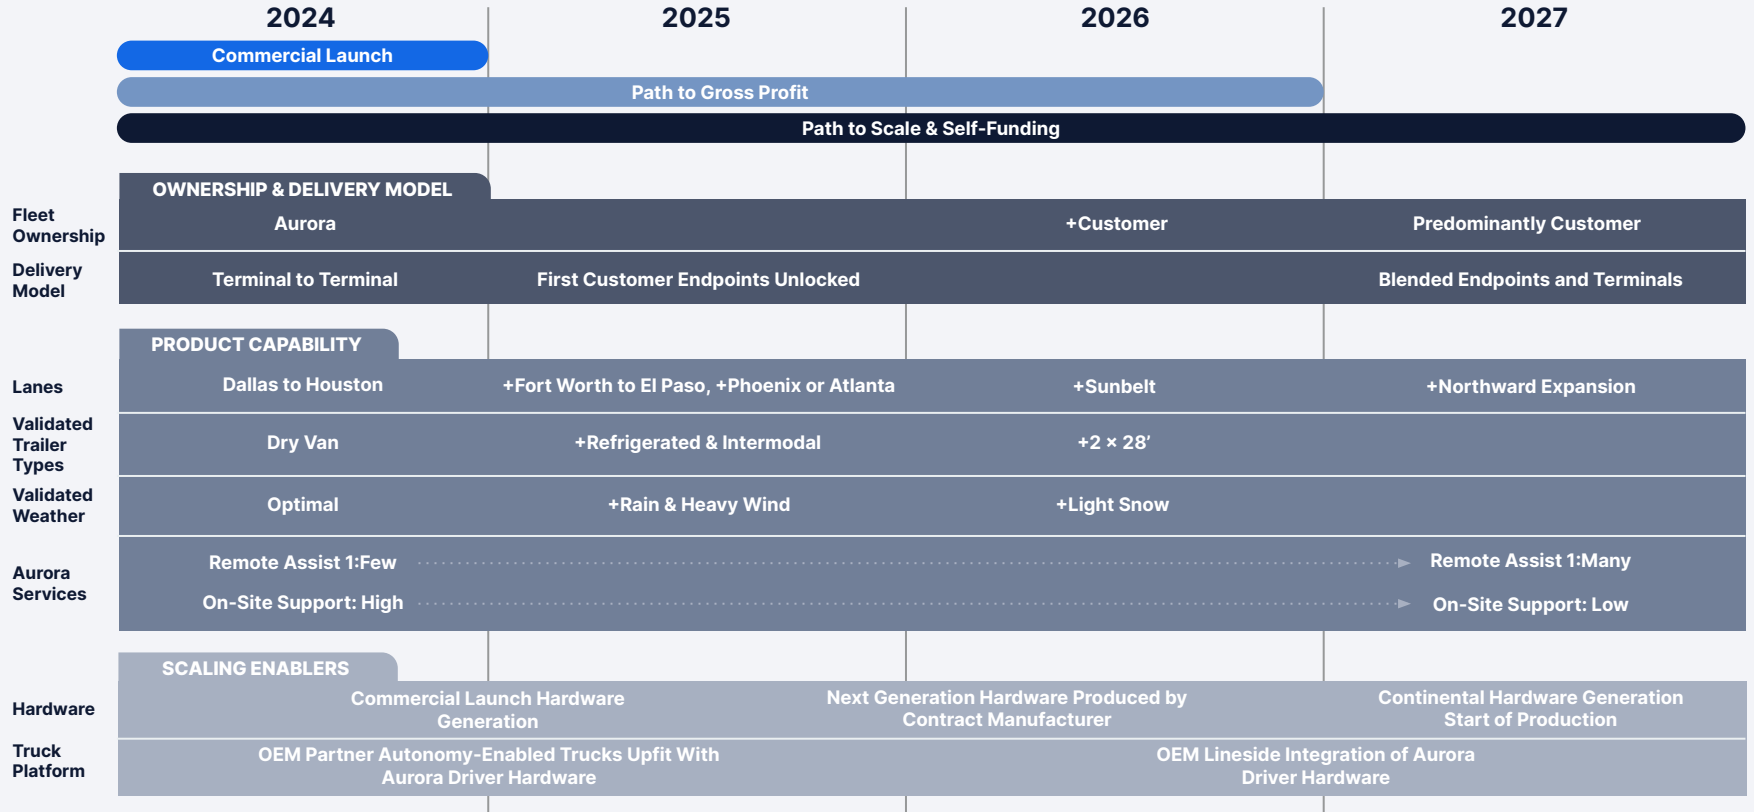 2024 2025 2026 2027
Commercial Launch
Path to Gross Profit
Path to Scale & Self-Funding
OWNERSHIP & DELIVERY MODEL
Fleet
Ownership
Aurora +Customer Predominantly Customer
Delivery
Model
Terminal to Terminal First Customer Endpoints Unlocked Blended Endpoints and Terminals
PRODUCT CAPABILITY
Lanes Dallas to Houston +Fort Worth to El Paso, +Phoenix or Atlanta +Sunbelt +Northward Expansion
Validated
Trailer
Types
Dry Van +Refrigerated & Intermodal +2 × 28’
Validated
Weather
Optimal +Rain & Heavy Wind +Light Snow
Aurora
Services
Remote Assist 1:Few Remote Assist 1:Many
On-Site Support: High On-Site Support: Low
SCALING ENABLERS
Hardware
Commercial Launch Hardware
Generation
Next Generation Hardware Produced by
Contract Manufacturer
Continental Hardware Generation
Start of Production
Truck
Platform
OEM Partner Autonomy-Enabled Trucks Upfit With
Aurora Driver Hardware
OEM Lineside Integration of Aurora
Driver Hardware